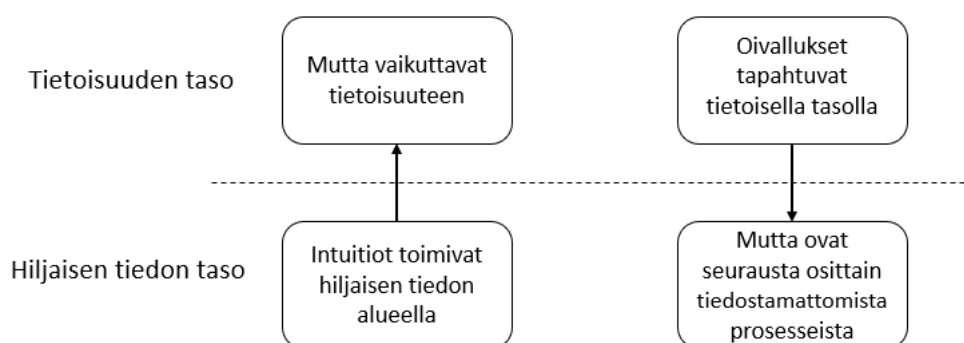 Tietoisuuden taso
Mutta vaikuttavat
tietoisuuteen
Oivallukset
tapahtuvat
tietoisella tasolla
Hiljaisen tiedon taso
Intuitiot toimivat
hiljaisen tiedon
alueella
Mutta ovat
seurausta osittain
tiedostamattomista
prosesseista